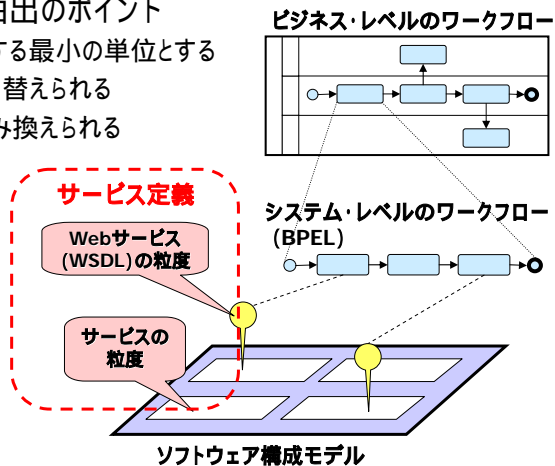 出のポイント
する最小の単位とする
替えられる
み換えられる
ビジネス・レベルのワークフロー
サービス定義
Webサービス
(WSDL)の粒度
サービスの
粒度
システム・レベルのワークフロー
(BPEL)
ソフトウェア構成モデル